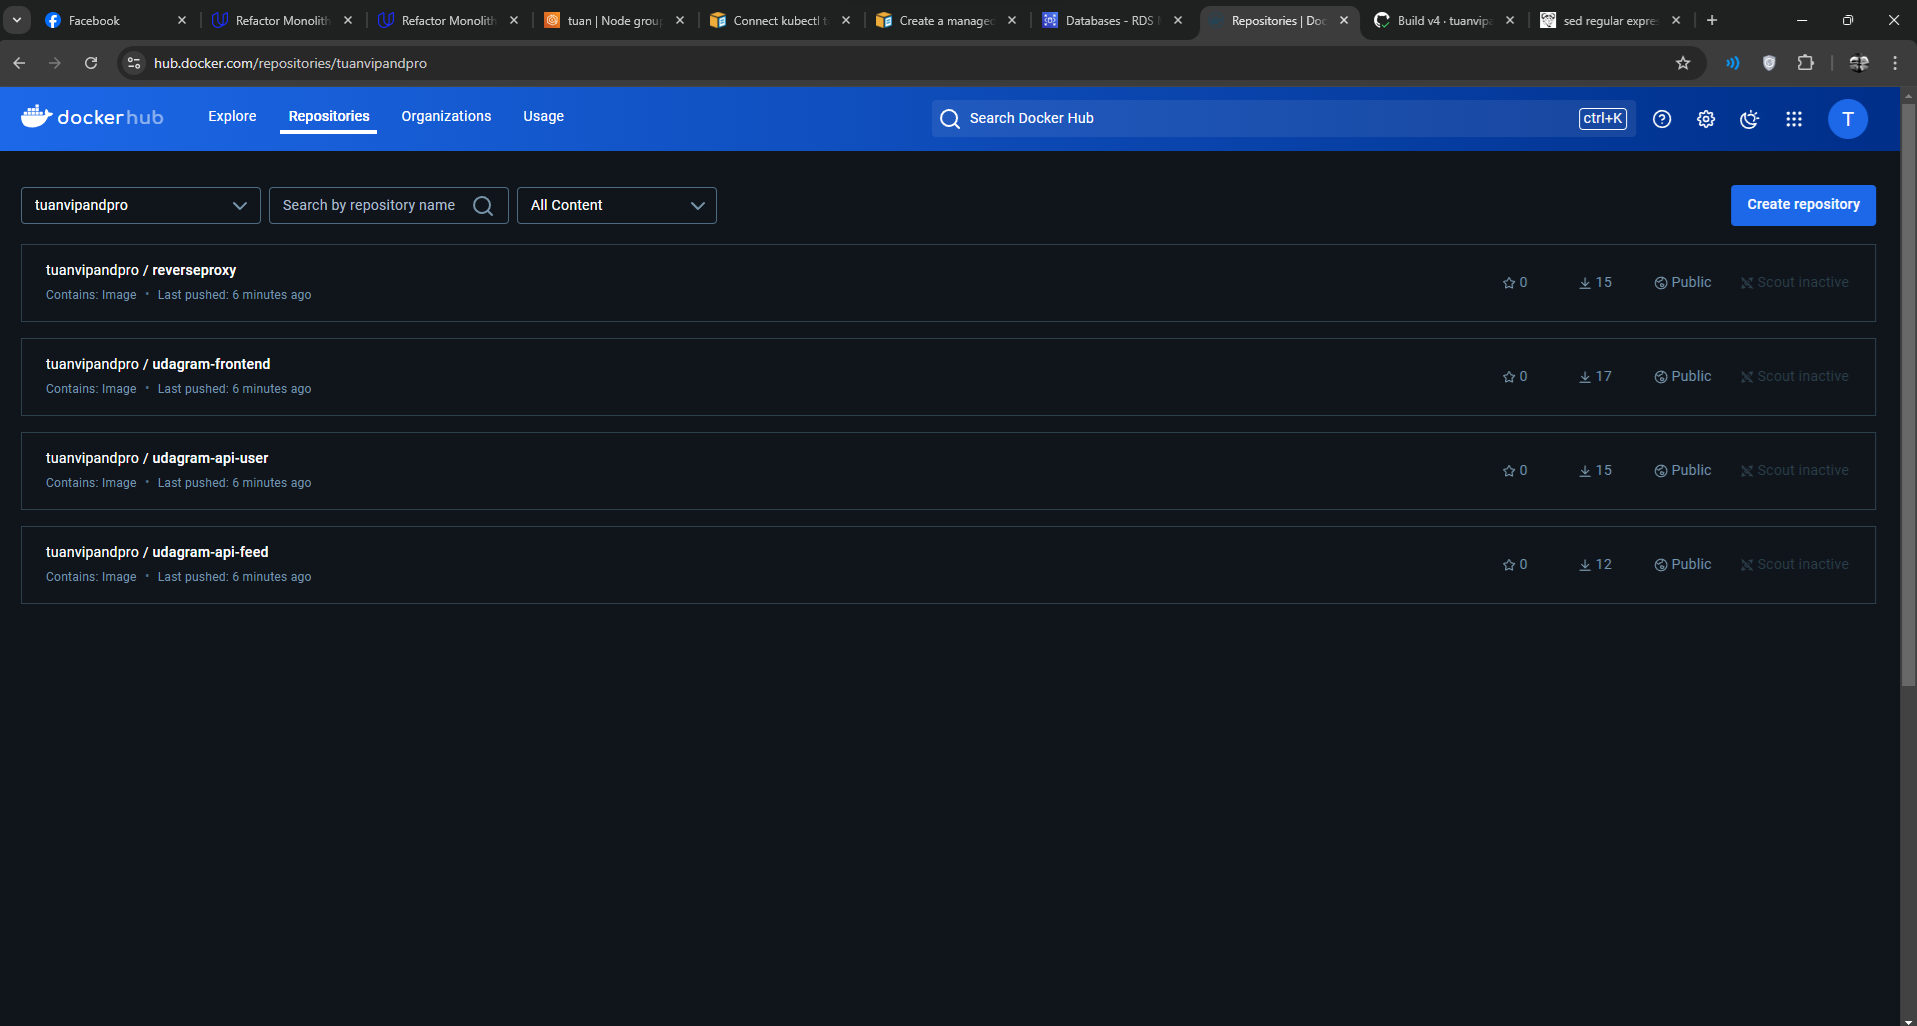 Facebook
Refactor Monolith
Refactor Monolith
tuan | Node group
Connect kubectl t
Create a managed
Databases - RDS
Repositories | Doc
Build v4 · tuanvipa
sed regular expre
hub.docker.com/repositories/tuanvipandpro
dockerhub
Explore
Repositories
Organizations
Usage
Search Docker Hub
ctrl+K
T
tuanvipandpro
Search by repository name
All Content
Create repository
tuanvipandpro / reverseproxy
0
15
Public
Scout inactive
Contains: Image • Last pushed: 6 minutes ago
tuanvipandpro / udagram-frontend
0
17
Public
Scout inactive
Contains: Image • Last pushed: 6 minutes ago
tuanvipandpro / udagram-api-user
0
15
Public
Scout inactive
Contains: Image • Last pushed: 6 minutes ago
tuanvipandpro / udagram-api-feed
0
12
Public
Scout inactive
Contains: Image • Last pushed: 6 minutes ago